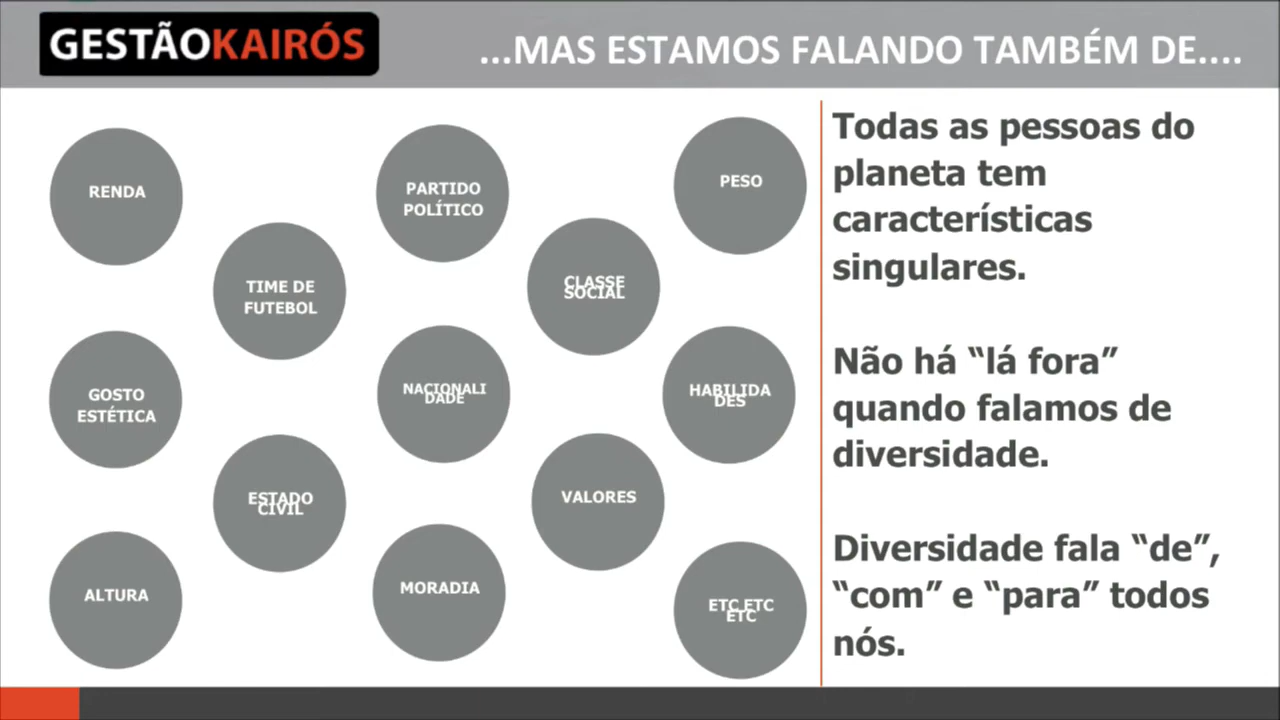 GESTÃOKAIRÓS
...MAS ESTAMOS FALANDO TAMBÉM DE....
RENDA
PARTIDO
POLÍTICO
PESO
TIME DE
FUTEBOL
CLASSE
SOCIAL
GOSTO
ESTÉTICA
NACIONALI
DADE
HABILIDA
DES
ESTADO
CIVIL
VALORES
ALTURA
MORADIA
ETC ETC
ETC
Todas as pessoas do
planeta tem
características
singulares.
Não há “lá fora”
quando falamos de
diversidade.
Diversidade fala “de”,
“com” e “para” todos
nós.